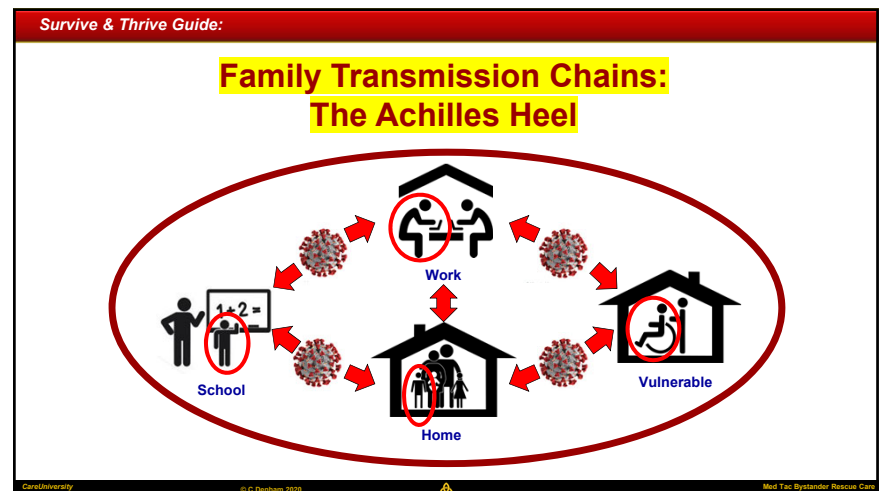 Survive & Thrive Guide:
Family Transmission Chains:
The Achilles Heel
Work
1+2=
School
Vulnerable
Home
CareUniversity
© C Denham 2020
Med Tac Bystander Rescue Care